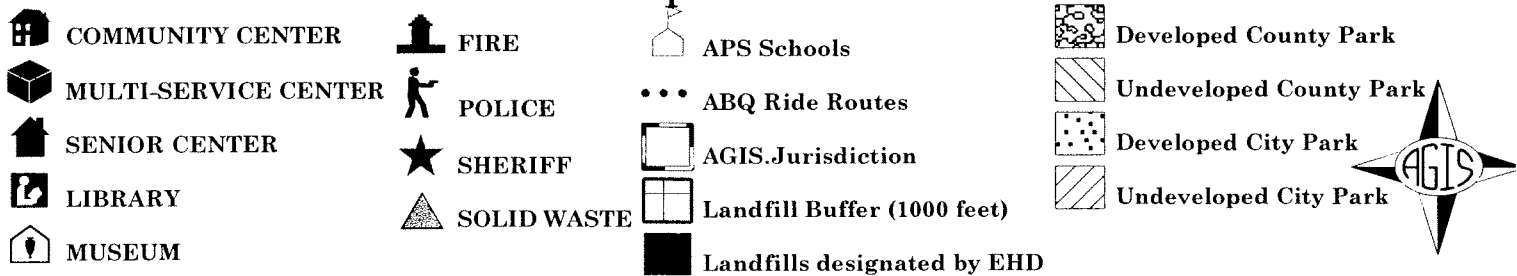 COMMUNITY CENTER
MULTI-SERVICE CENTER
SENIOR CENTER
LIBRARY
MUSEUM
FIRE
POLICE
SHERIFF
SOLID WASTE
APS Schools
ABQ Ride Routes
AGIS.Jurisdiction
Landfill Buffer (1000 feet)
Landfills designated by EHD
Developed County Park
Undeveloped County Park
Developed City Park
Undeveloped City Park
AGIS